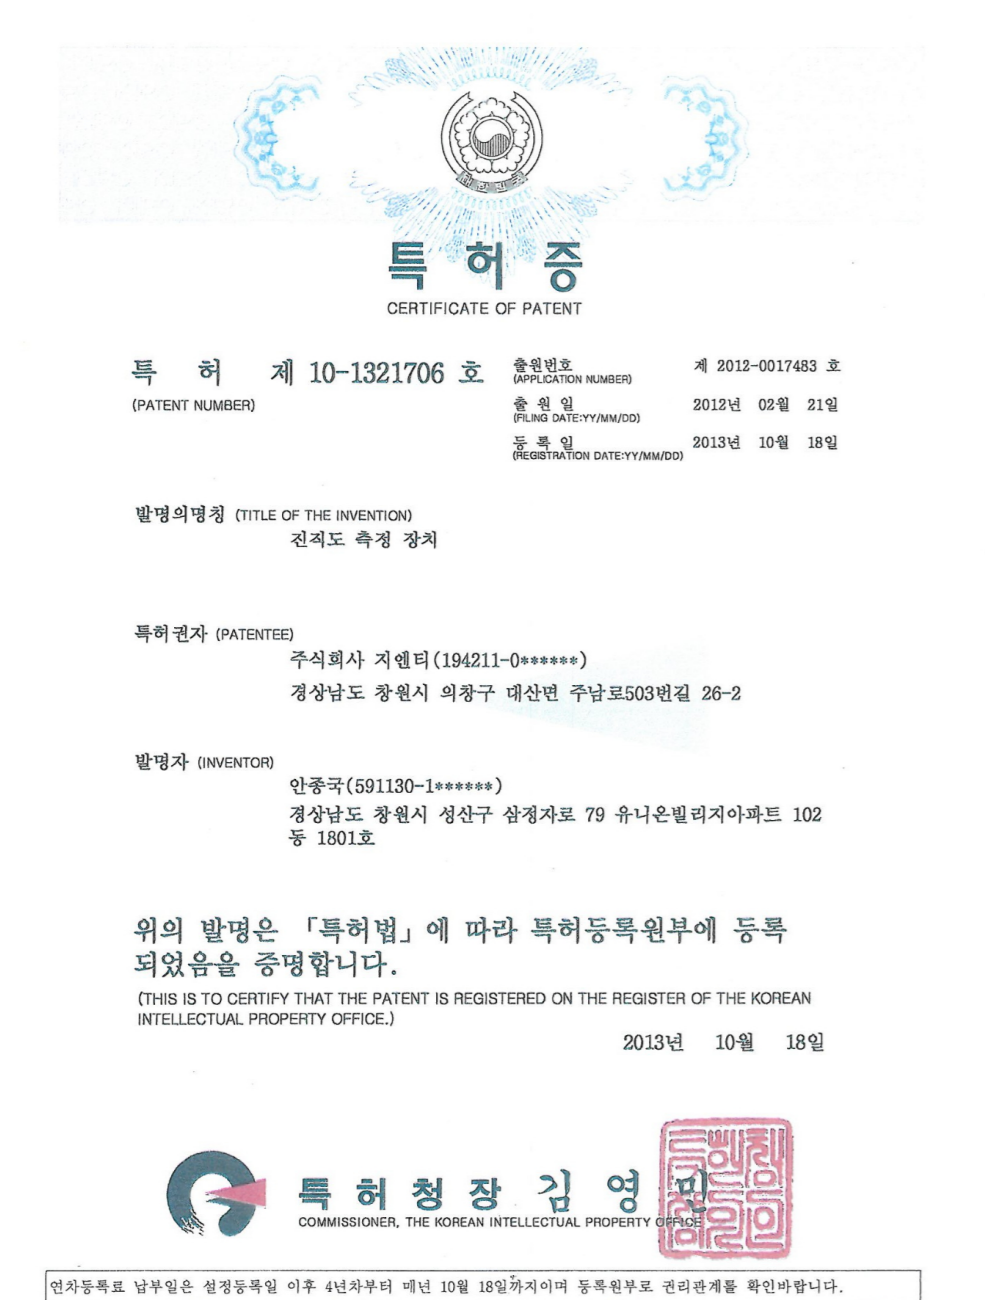 대한민국
특허증
CERTIFICATE OF PATENT
특 허 제 10-1321706 호
(PATENT NUMBER)
출원번호 제 2012-0017483 호
(APPLICATION NUMBER)
출 원 일 2012년 02월 21일
(FILING DATE:YY/MM/DD)
등 록 일 2013년 10월 18일
(REGISTRATION DATE:YY/MM/DD)
발명의명칭 (TITLE OF THE INVENTION)
진직도 측정 장치
특허권자 (PATENTEE)
주식회사 지엔티(194211-0******)
경상남도 창원시 의창구 대산면 주남로503번길 26-2
발명자 (INVENTOR)
안종국(591130-1******)
경상남도 창원시 성산구 삼정자로 79 유니온빌리지아파트 102
동 1801호
위의 발명은 「특허법」에 따라 특허등록원부에 등록
되었음을 증명합니다.
(THIS IS TO CERTIFY THAT THE PATENT IS REGISTERED ON THE REGISTER OF THE KOREAN
INTELLECTUAL PROPERTY OFFICE.)
2013년 10월 18일
특허청장 김영민
COMMISSIONER, THE KOREAN INTELLECTUAL PROPERTY OFFICE
연차등록료 납부일은 설정등록일 이후 4년차부터 매년 10월 18일까지이며 등록원부로 권리관계를 확인바랍니다.